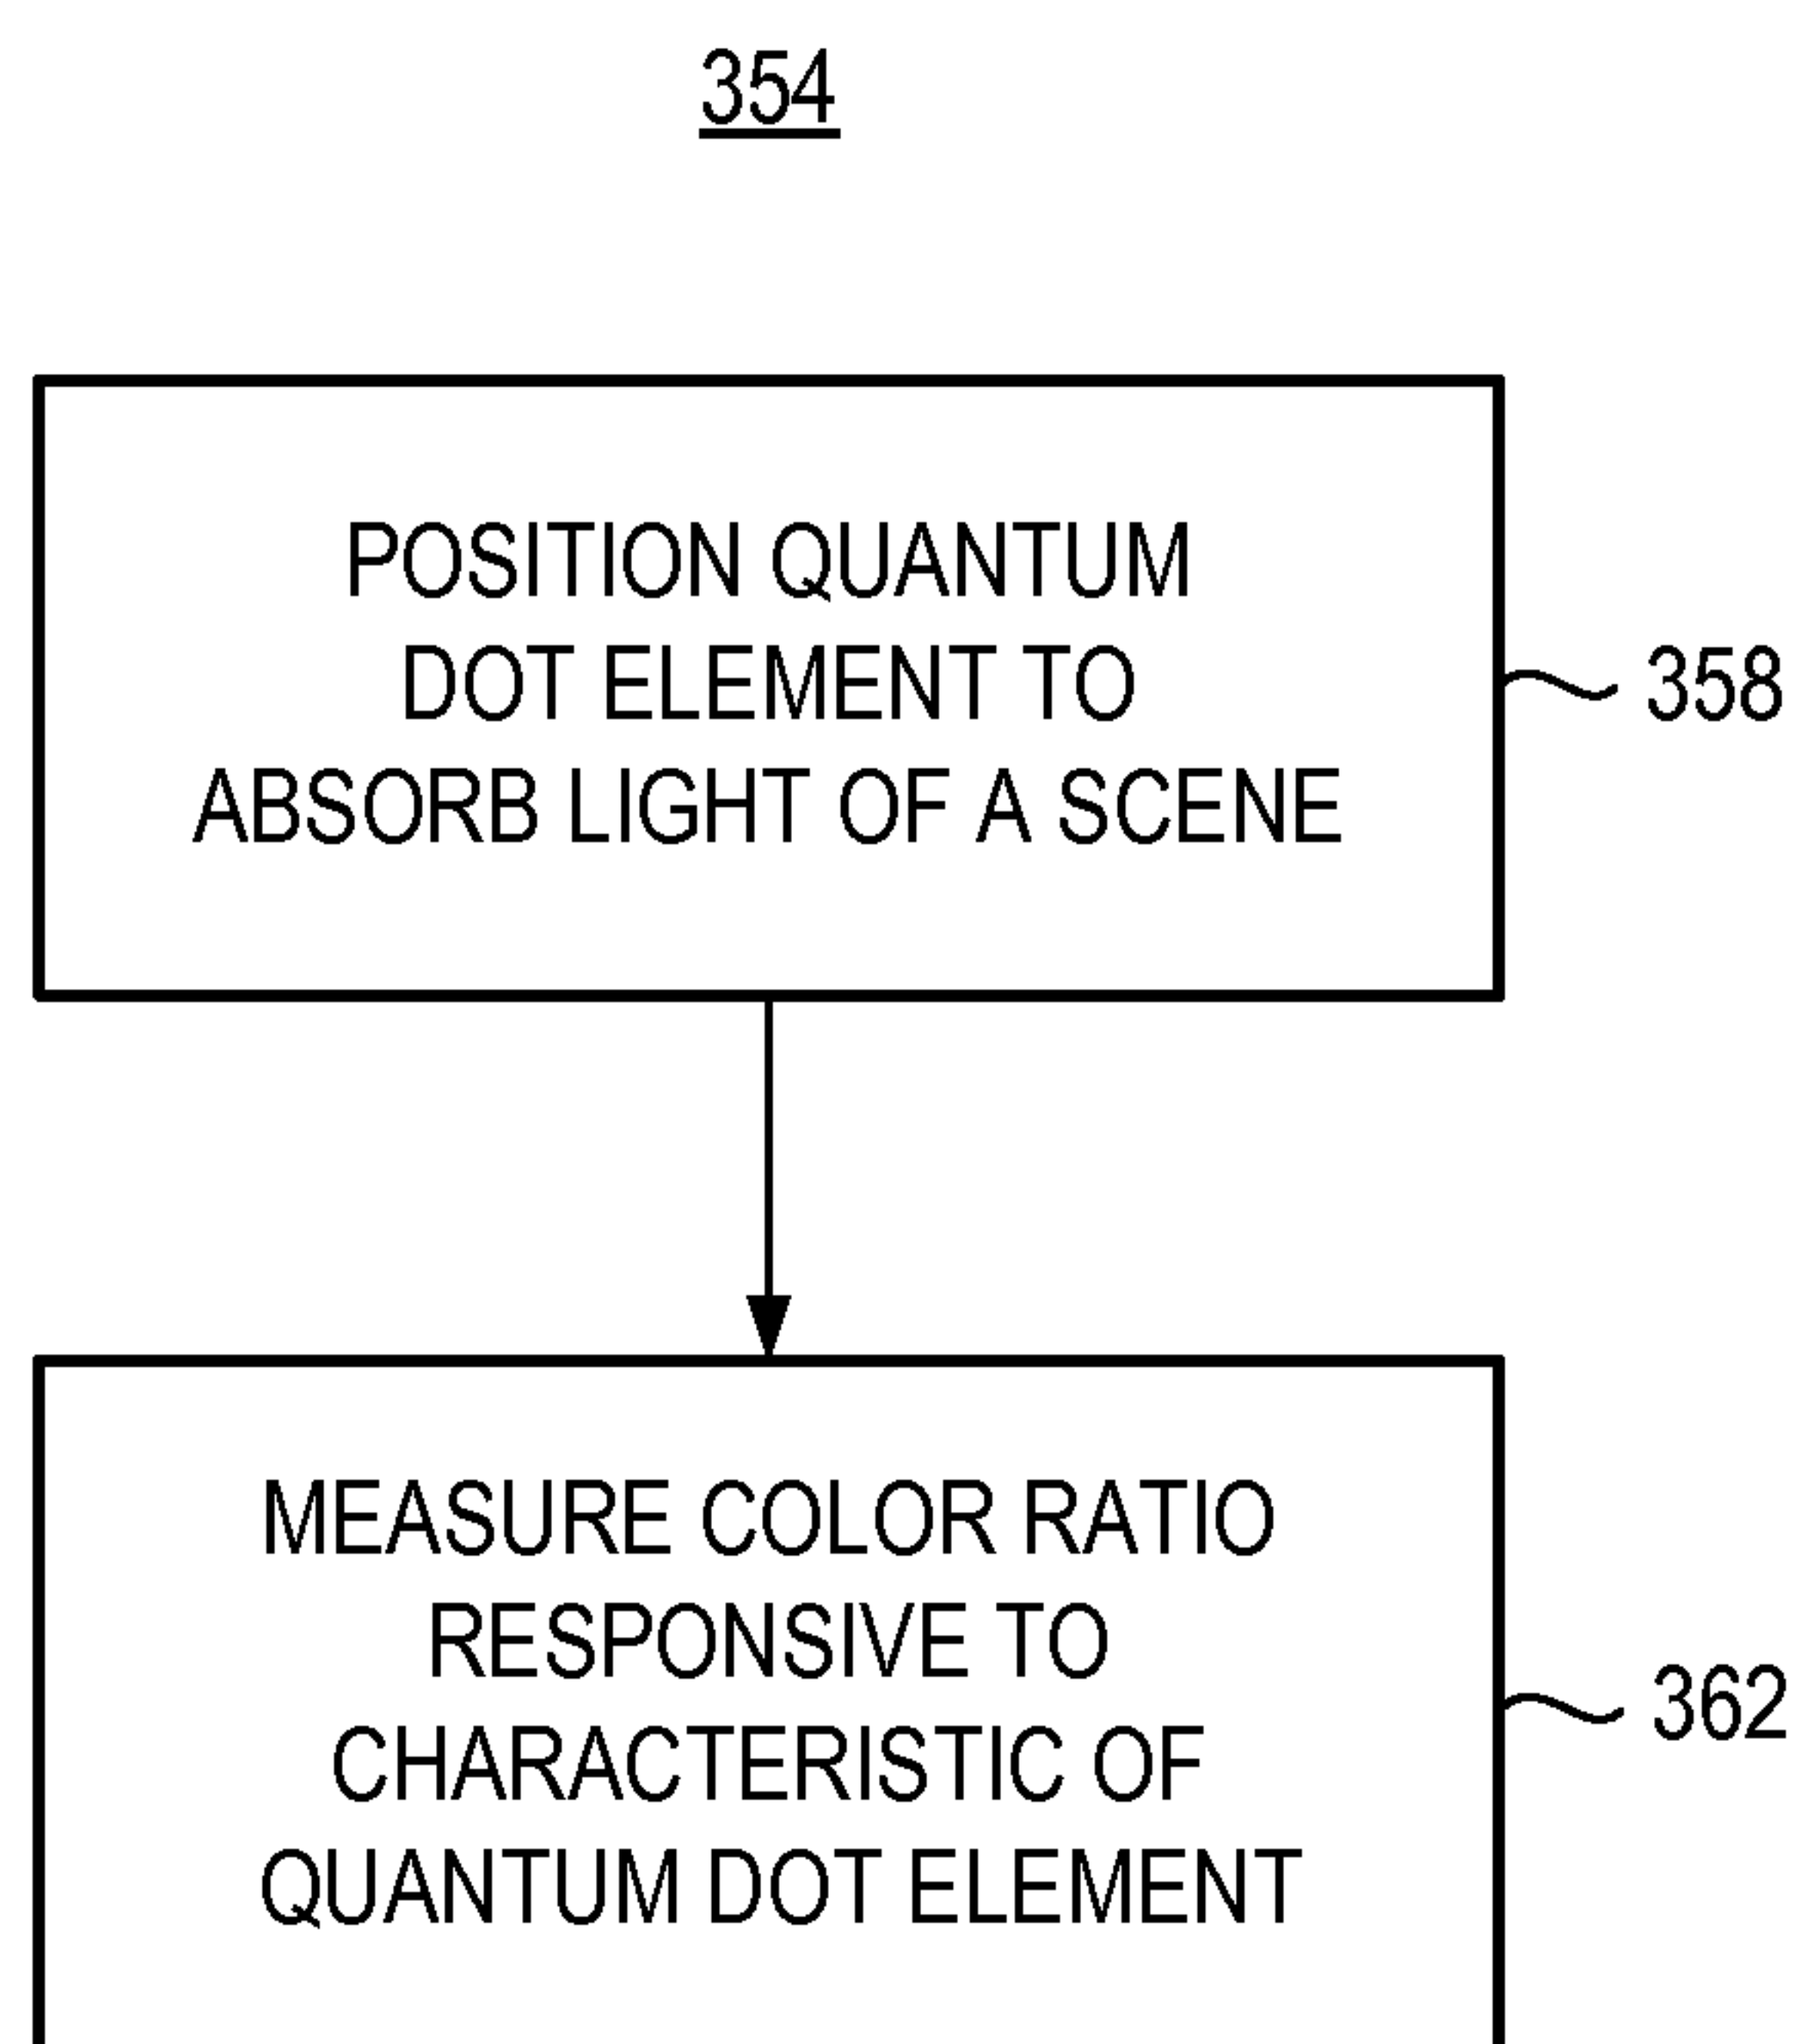 354
POSITION QUANTUM
DOT ELEMENT TO
ABSORB LIGHT OF A SCENE
358
MEASURE COLOR RATIO
RESPONSIVE TO
CHARACTERISTIC OF
QUANTUM DOT ELEMENT
362